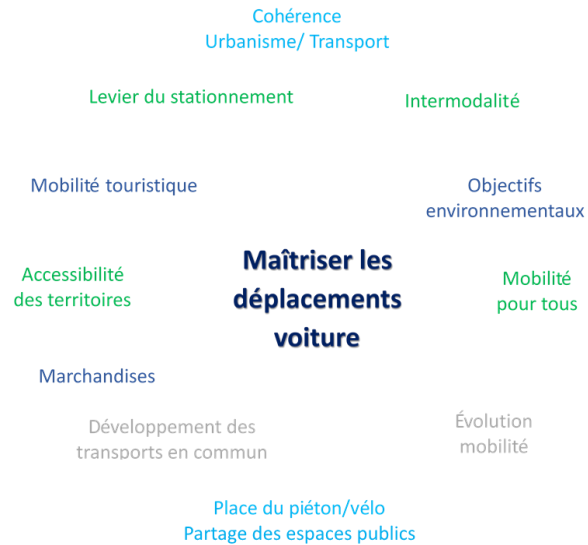 Cohérence
Urbanisme/ Transport
Levier du stationnement
Intermodalité
Mobilité touristique
Objectifs
environnementaux
Maîtriser les
déplacements
voiture
Accessibilité
des territoires
Mobilité
pour tous
Marchandises
Développement des
transports en commun
Évolution
mobilité
Place du piéton/vélo
Partage des espaces publics